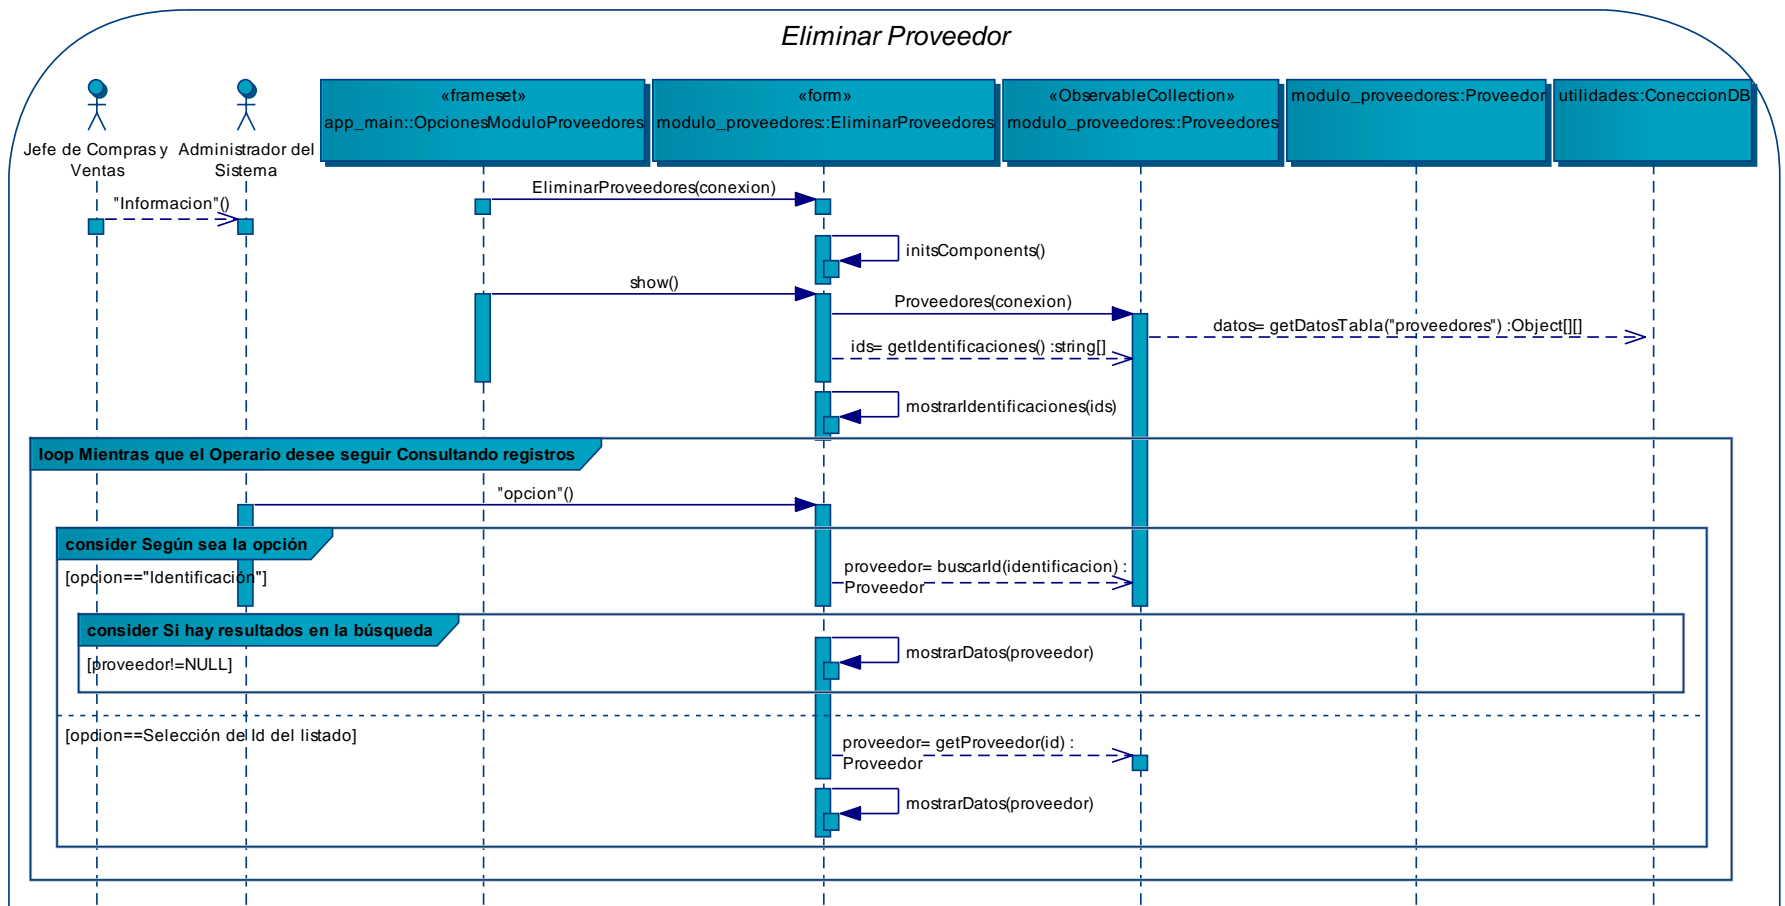 Eliminar Proveedor
Jefe de Compras y
Ventas
Administrador del
Sistema
«frameset»
app_main::OpcionesModuloProveedores
«form»
modulo_proveedores::EliminarProveedores
«ObservableCollection»
modulo_proveedores::Proveedores
modulo_proveedores::Proveedor
utilidades::ConeccionDB
EliminarProveedores(conexion)
"Informacion"()
initsComponents()
show()
Proveedores(conexion)
datos= getDatosTabla("proveedores") :Object[][]
ids= getIdentificaciones() :string[]
mostrarIdentificaciones(ids)
loop Mientras que el Operario desee seguir Consultando registros
"opcion"()
consider Según sea la opción
[opcion=="Identificación"]
proveedor= buscarId(identificacion) :
Proveedor
consider Si hay resultados en la búsqueda
[proveedor!=NULL]
mostrarDatos(proveedor)
[opcion==Selección de Id del listado]
proveedor= getProveedor(id) :
Proveedor
mostrarDatos(proveedor)